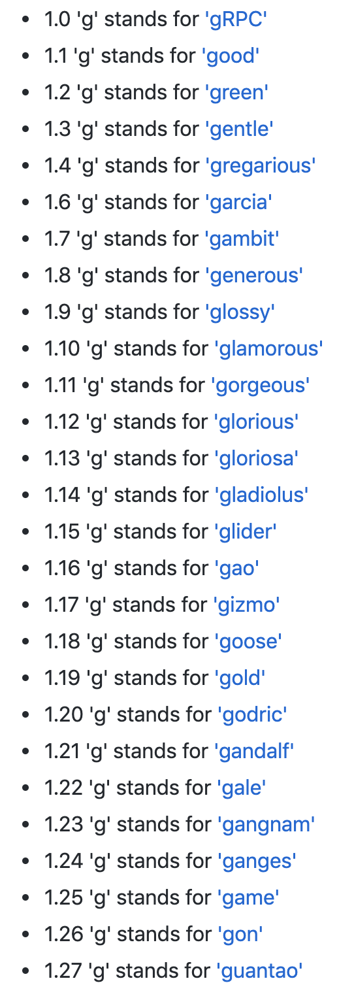 • 1.0 'g' stands for 'gRPC'
• 1.1 'g' stands for 'good'
• 1.2 'g' stands for 'green'
• 1.3 'g' stands for 'gentle'
• 1.4 'g' stands for 'gregarious'
• 1.6 'g' stands for 'garcia'
• 1.7 'g' stands for 'gambit'
• 1.8 'g' stands for 'generous'
• 1.9 'g' stands for 'glossy'
• 1.10 'g' stands for 'glamorous'
• 1.11 'g' stands for 'gorgeous'
• 1.12 'g' stands for 'glorious'
• 1.13 'g' stands for 'gloriosa'
• 1.14 'g' stands for 'gladiolus'
• 1.15 'g' stands for 'glider'
• 1.16 'g' stands for 'gao'
• 1.17 'g' stands for 'gizmo'
• 1.18 'g' stands for 'goose'
• 1.19 'g' stands for 'gold'
• 1.20 'g' stands for 'godric'
• 1.21 'g' stands for 'gandalf'
• 1.22 'g' stands for 'gale'
• 1.23 'g' stands for 'gangnam'
• 1.24 'g' stands for 'ganges'
• 1.25 'g' stands for 'game'
• 1.26 'g' stands for 'gon'
• 1.27 'g' stands for 'guantao'